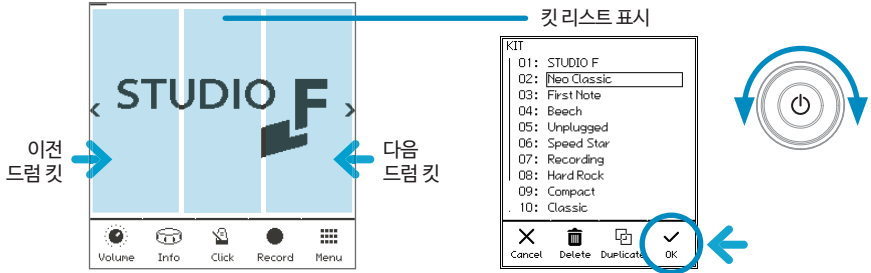 킷 리스트 표시
STUDIO F
이전
드럼 킷
다음
드럼 킷
Volume Info Click Record Menu
KIT
01: STUDIO F
02: Neo Classic
03: First Note
04: Beech
05: Unplugged
06: Speed Star
07: Recording
08: Hard Rock
09: Compact
10: Classic
Cancel Delete Duplicate OK